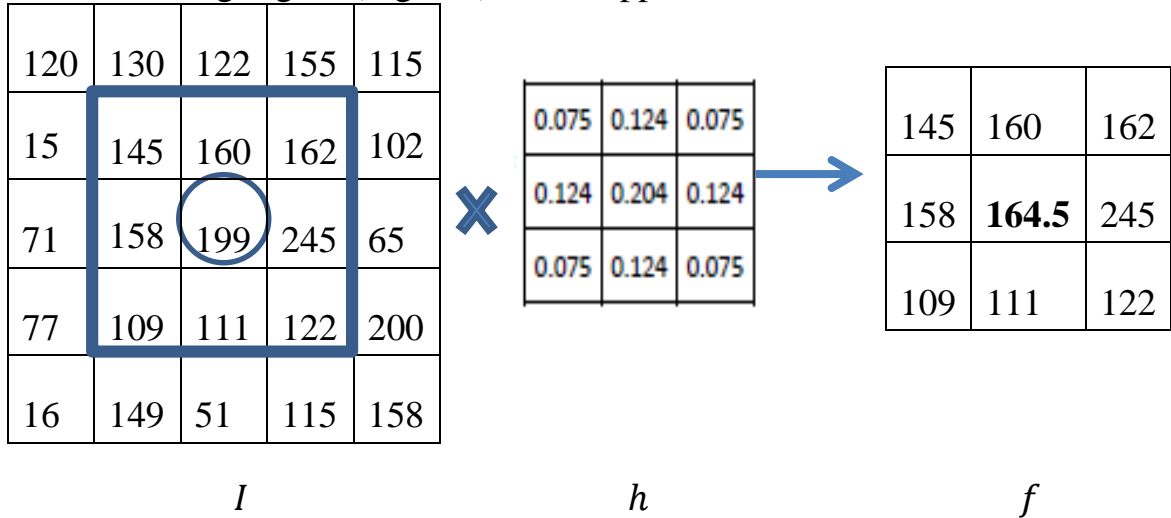 120 130 122 155 115
15 145 160 162 102
71 158 199 245 65
77 109 111 122 200
16 149 51 115 158
I
0.075 0.124 0.075
0.124 0.204 0.124
0.075 0.124 0.075
h
145 160 162
158 164.5 245
109 111 122
f